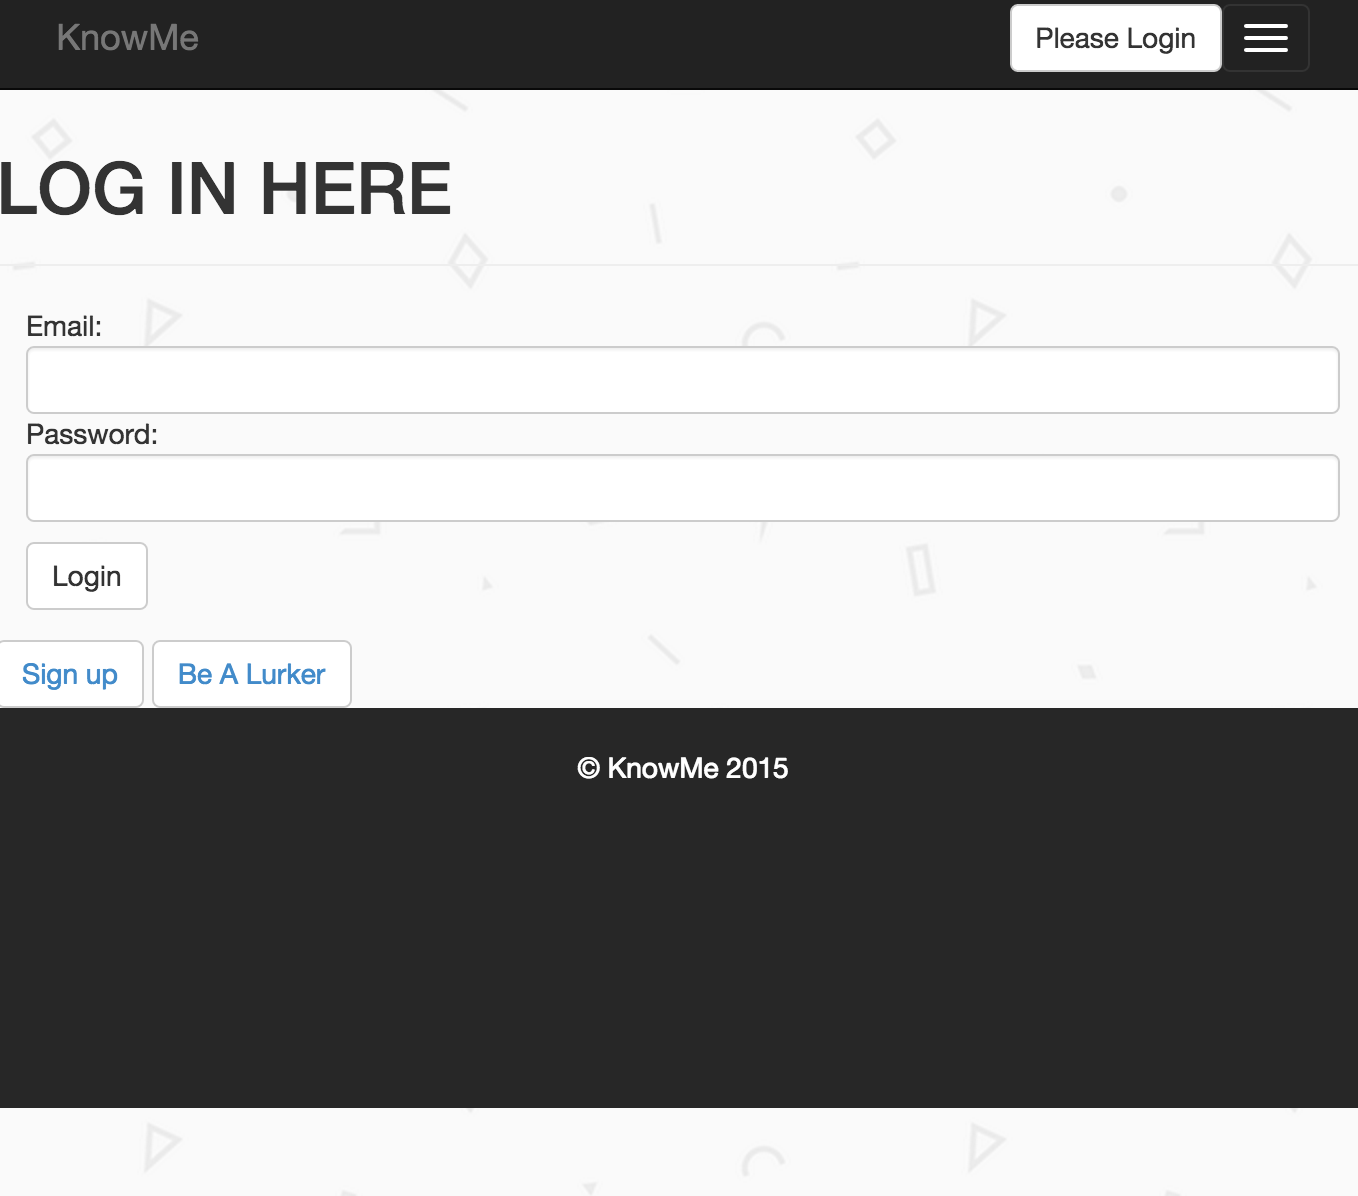 KnowMe
Please Login
LOG IN HERE
Email:
Password:
Login
Sign up
Be A Lurker
© KnowMe 2015